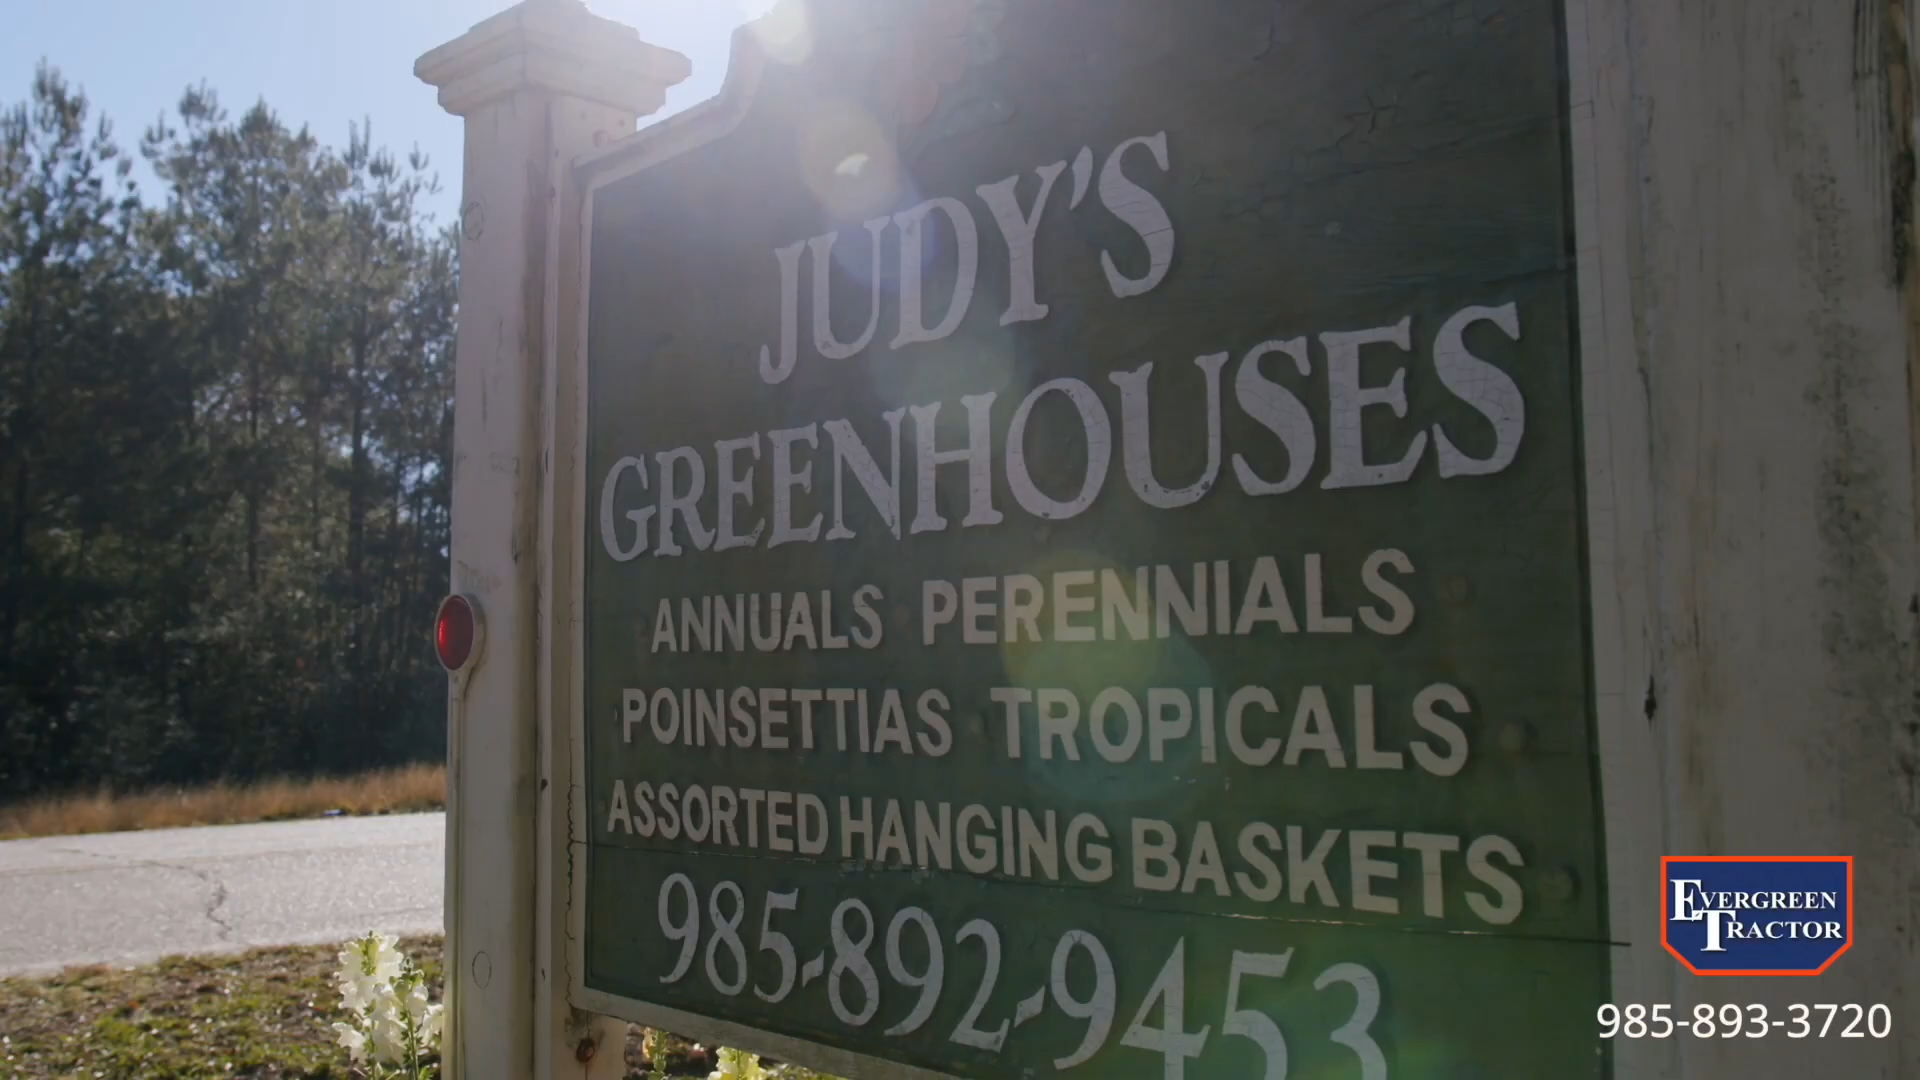 JUDY'S
GREENHOUSES
ANNUALS PERENNIALS
POINSETTIAS TROPICALS
ASSORTED HANGING BASKETS
985-892-9453
EVERGREEN
TRACTOR
985-893-3720